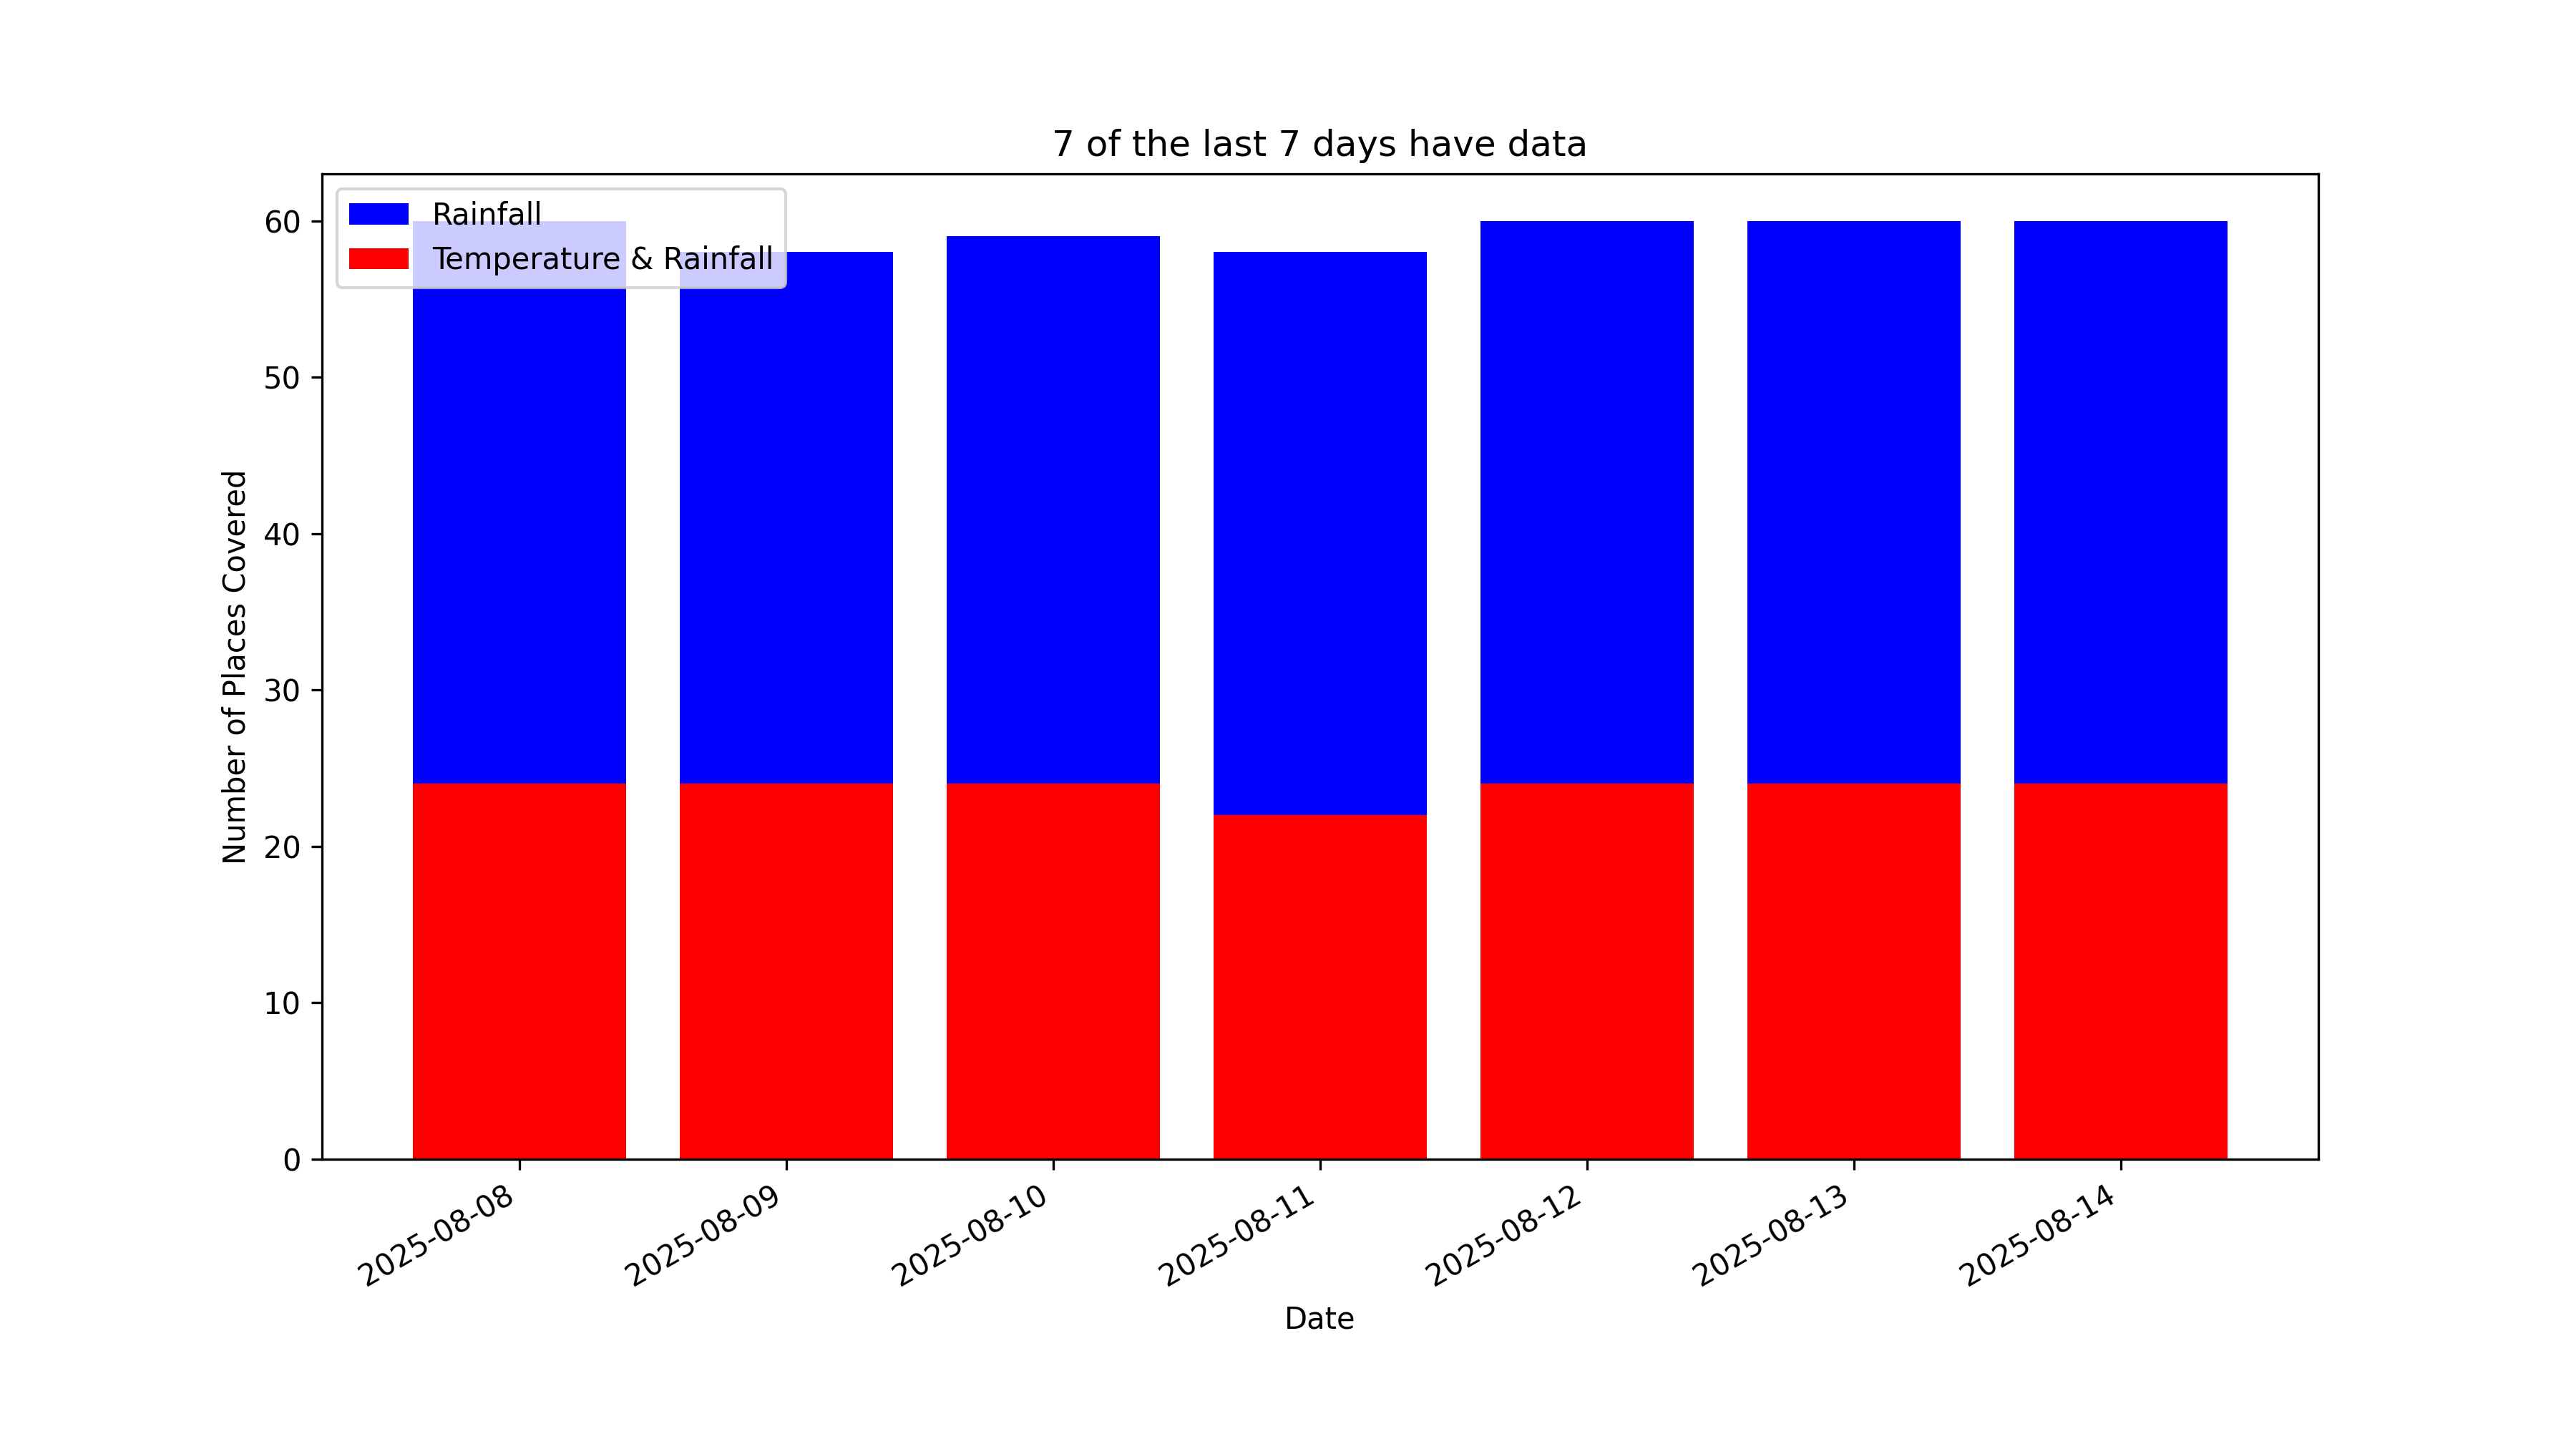 7 of the last 7 days have data
Rainfall
Temperature & Rainfall
60
50
40
30
20
10
0
Number of Places Covered
2025-08-08
2025-08-09
2025-08-10
2025-08-11
2025-08-12
2025-08-13
2025-08-14
Date